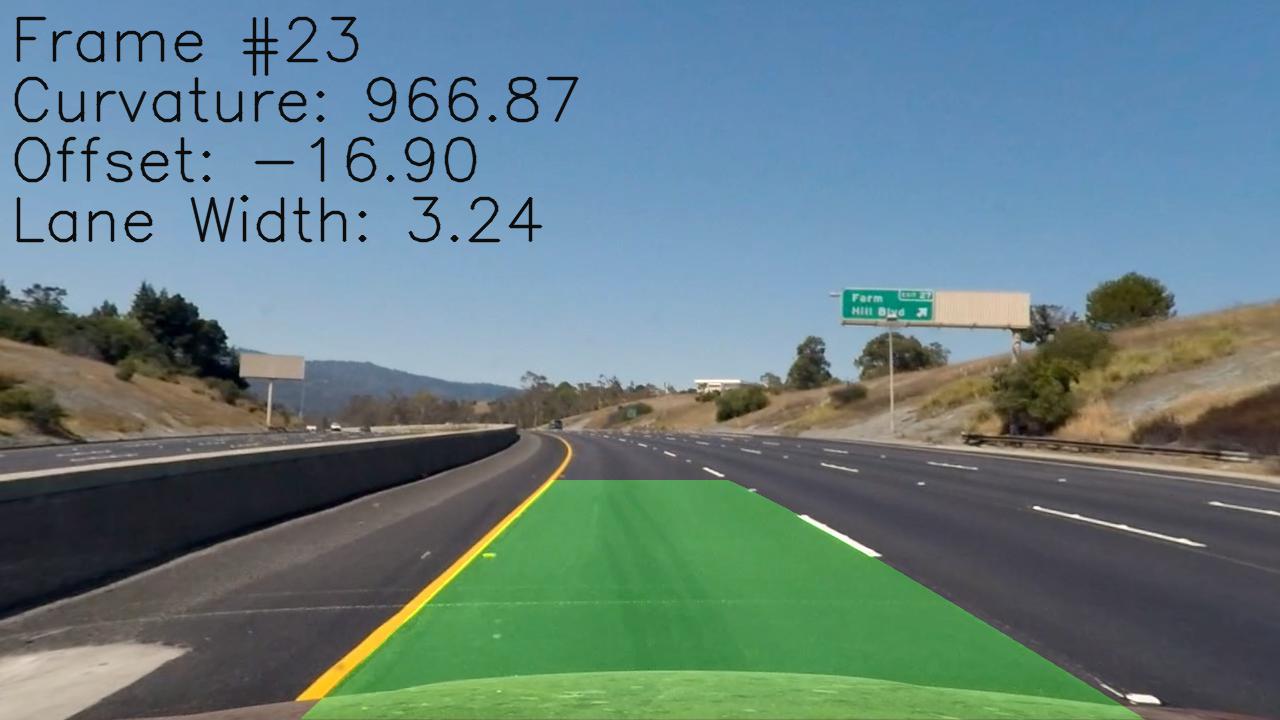 Frame #23
Curvature: 966.87
Offset: -16.90
Lane Width: 3.24
EXIT 27
Farm
Hill Blvd